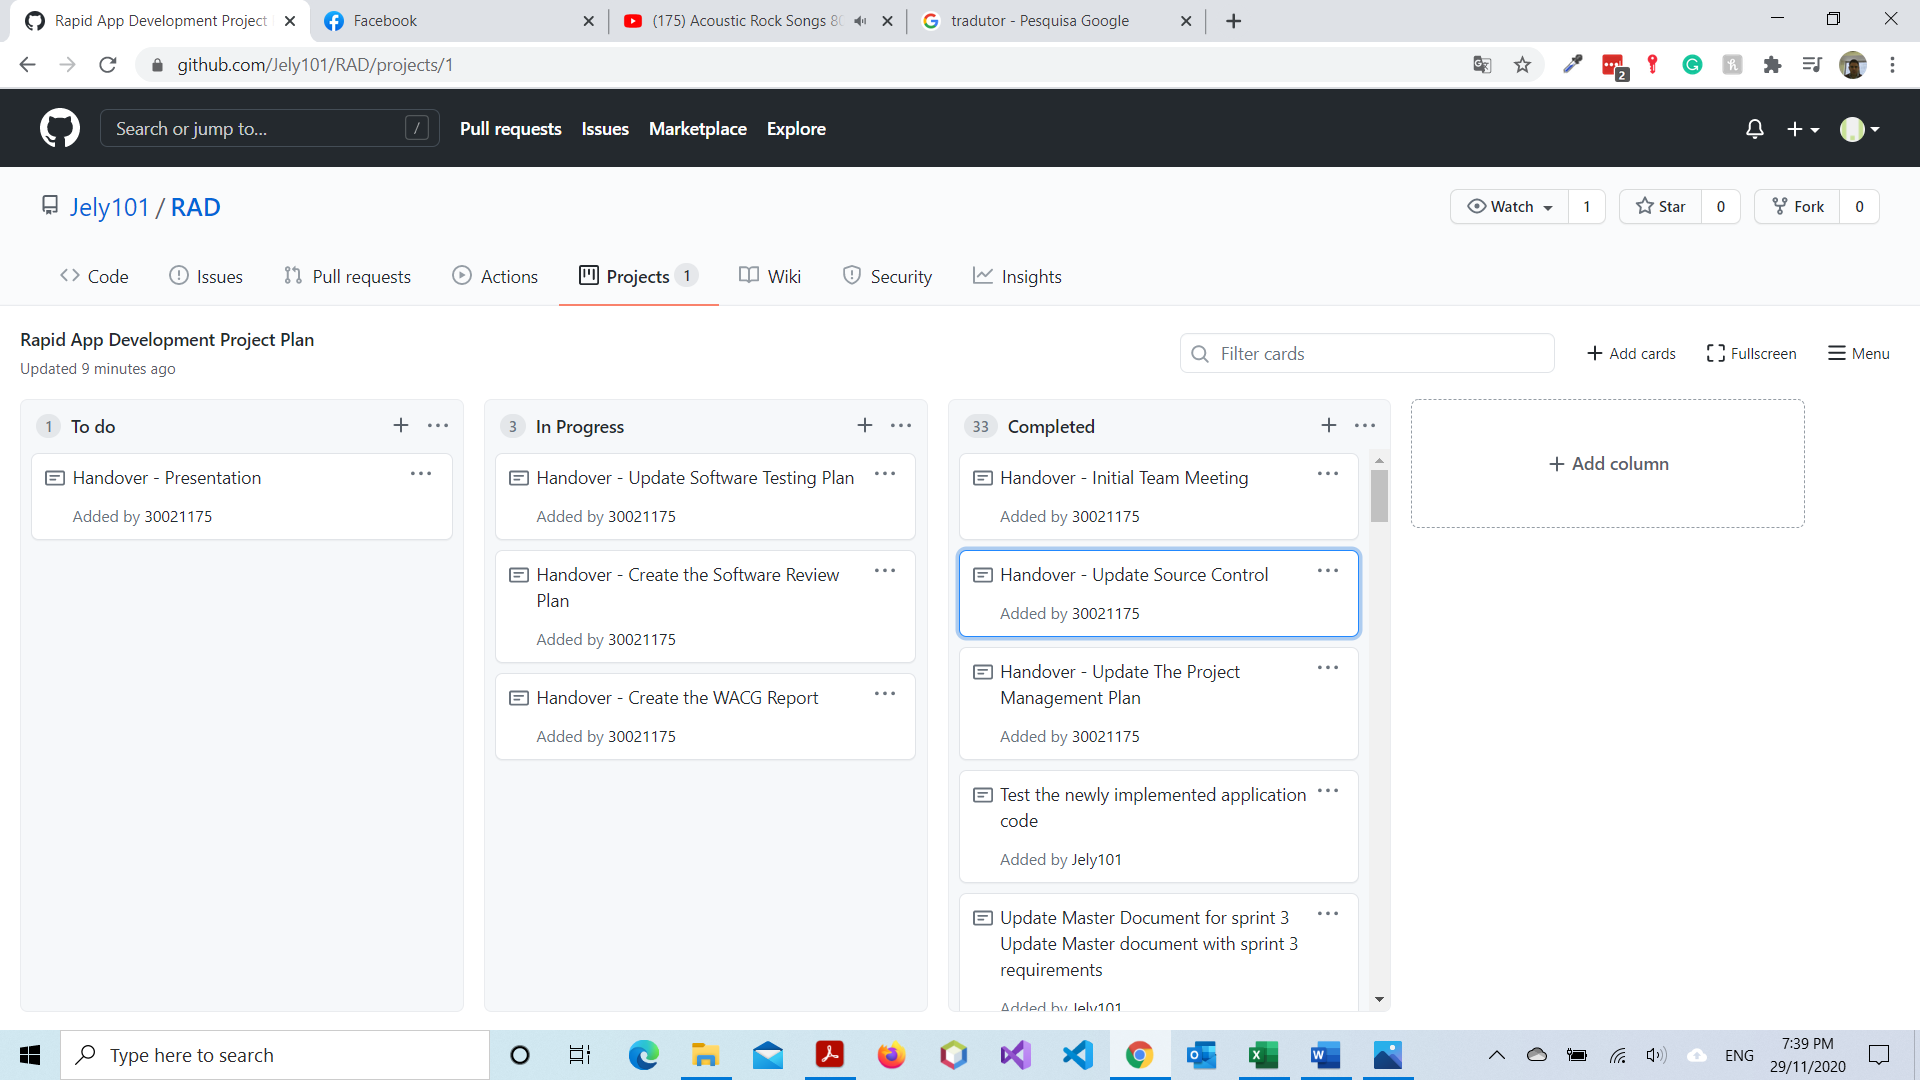 Rapid App Development Project
Facebook
(175) Acoustic Rock Songs 80
tradutor - Pesquisa Google
github.com/Jely101/RAD/projects/1
2
Search or jump to...
/
Pull requests
Issues
Marketplace
Explore
Jely101 / RAD
Watch 1
Star 0
Fork 0
Code
Issues
Pull requests
Actions
Projects 1
Wiki
Security
Insights
Rapid App Development Project Plan
Updated 9 minutes ago
Filter cards
Add cards
Fullscreen
Menu
1 To do
Handover - Presentation
Added by 30021175
3 In Progress
Handover - Update Software Testing Plan
Added by 30021175
Handover - Create the Software Review
Plan
Added by 30021175
Handover - Create the WACG Report
Added by 30021175
33 Completed
Handover - Initial Team Meeting
Added by 30021175
Handover - Update Source Control
Added by 30021175
Handover - Update The Project
Management Plan
Added by 30021175
Test the newly implemented application
code
Added by Jely101
Update Master Document for sprint 3
Update Master document with sprint 3
requirements
Added by Jely101
Add column
Type here to search
ENG
7:39 PM
29/11/2020